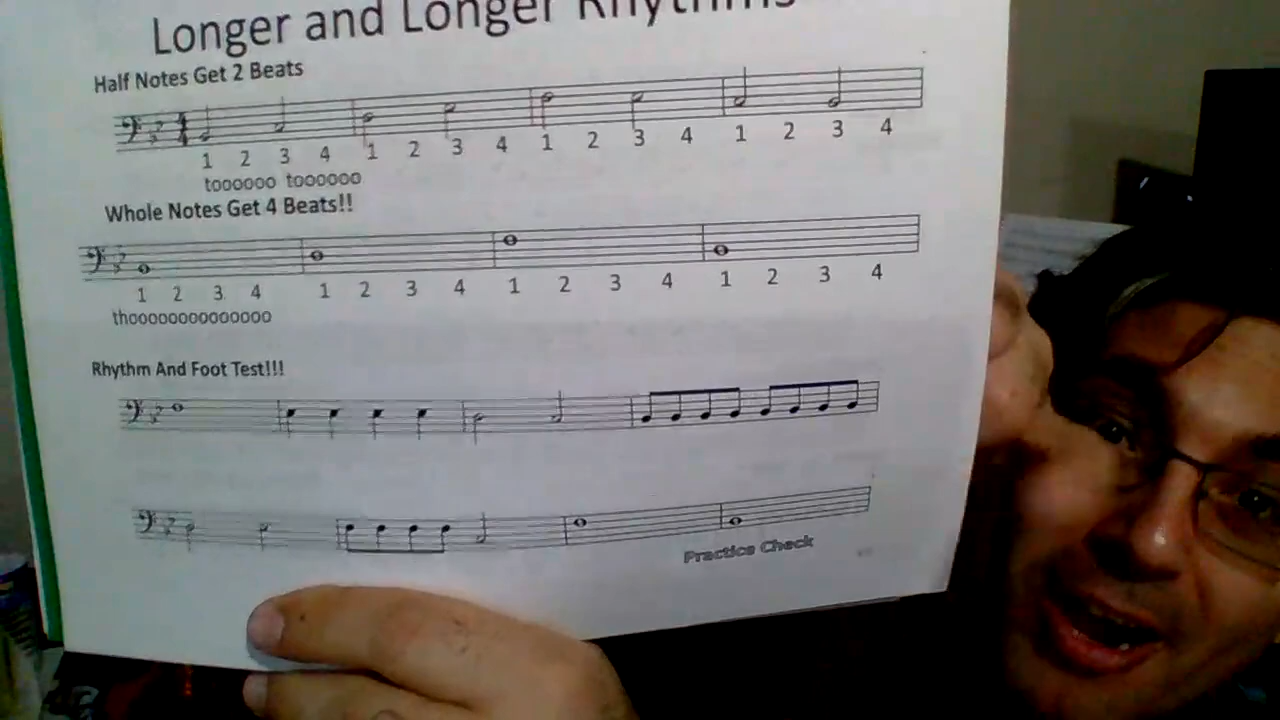 Longer and Longer Rhythms
Half Notes Get 2 Beats
1 2 3 4 1 2 3 4 1 2 3 4 1 2 3 4
toooooo toooooo
Whole Notes Get 4 Beats!!
1 2 3 4 1 2 3 4 1 2 3 4 1 2 3 4
thoooooooooooooo
Rhythm And Foot Test!!!
Practice Check